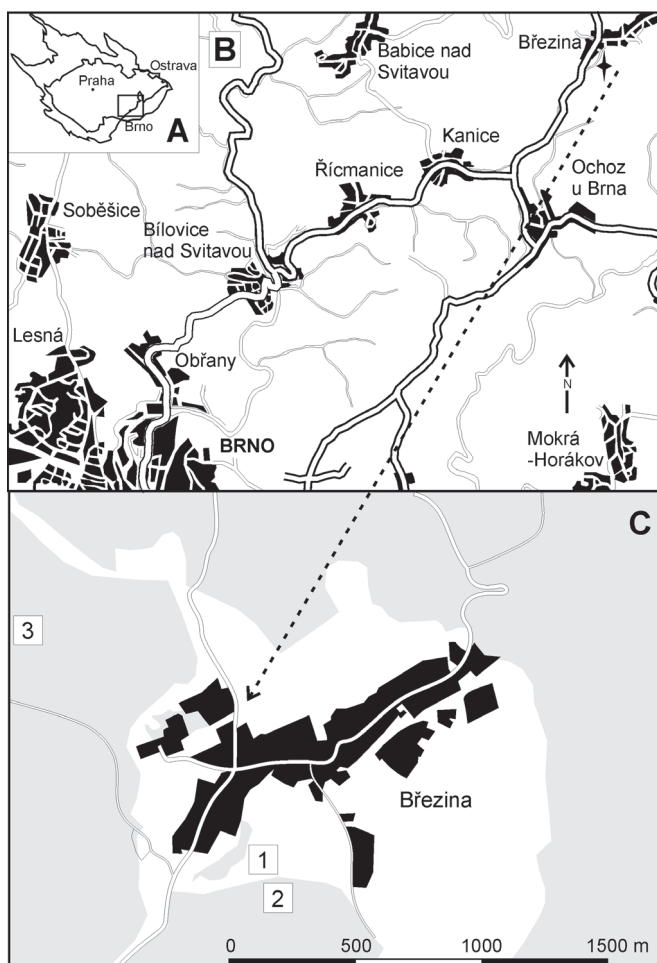 B
Praha
Ostrava
Brno
A
Babice nad
Svitavou
Březina
Kanice
Řícmanice
Ochoz
u Brna
Soběšice
Bílovice
nad Svitavou
Lesná
Obřany
BRNO
N
Mokrá
-Horákov
C
3
Březina
1
2
0 500 1000 1500 m